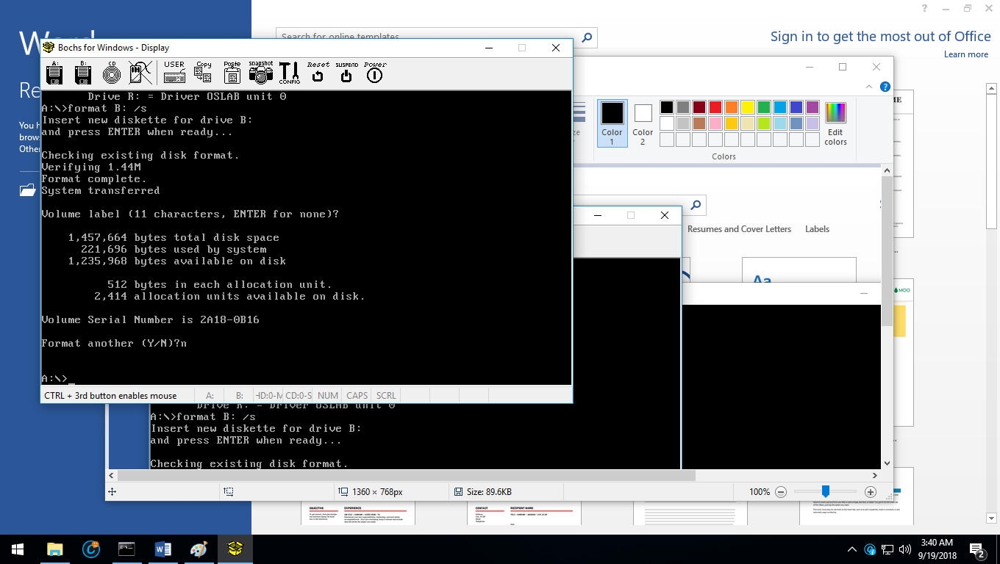 Word
Search for online templates
Sign in to get the most out of Office
Learn more
Bochs for Windows - Display
A:
B:
CD
USER
Copy
Paste
snapshot
CONFIG
Reset
SUSPEND
Power
Drive R: = Driver OSLAB unit 0
A:\>format B: /s
Insert new diskette for drive B:
and press ENTER when ready...
Checking existing disk format.
Verifying 1.44M
Format complete.
System transferred
Volume label (11 characters, ENTER for none)?
1,457,664 bytes total disk space
221,696 bytes used by system
1,235,968 bytes available on disk
512 bytes in each allocation unit.
2,414 allocation units available on disk.
Volume Serial Number is 2A18-0B16
Format another (Y/N)?n
A:\>_
CTRL + 3rd button enables mouse
A:
B:
HD:0-M
CD:0-S
NUM
CAPS
SCRL
Color
1
Color
2
Edit
colors
Colors
Resumes and Cover Letters
Labels
Aa
MOO
Drive R: = Driver OSLAB unit 0
A:\>format B: /s
Insert new diskette for drive B:
and press ENTER when ready...
Checking existing disk format.
1360 × 768px
Size: 89.6KB
100%
OBJECTIVE
EXPERIENCE
CONTACT
RECIPIENT NAME
3:40 AM
9/19/2018
2